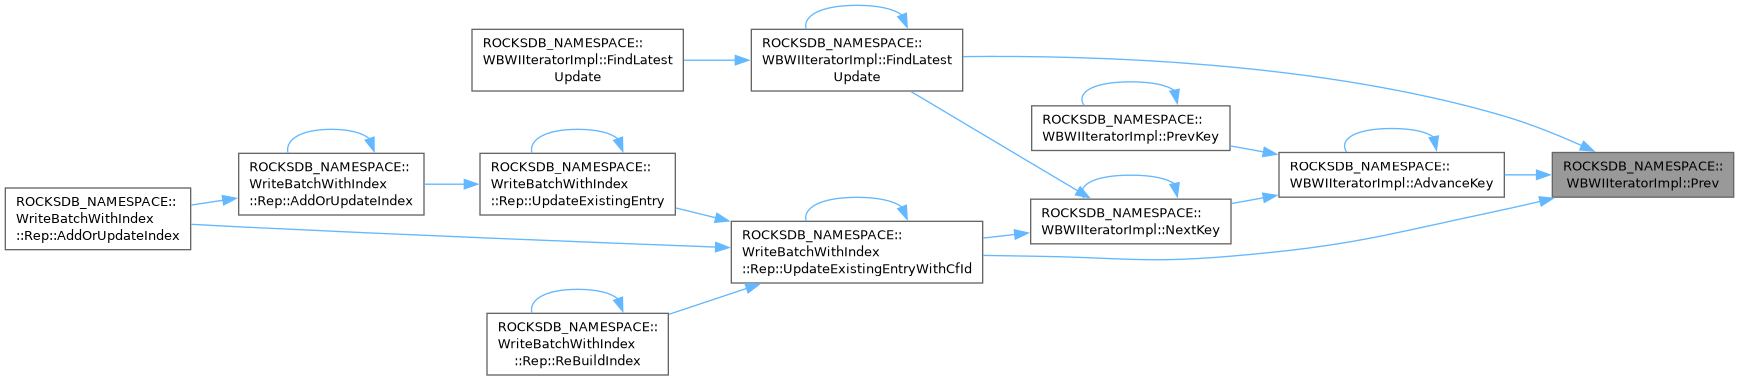 ROCKSDB_NAMESPACE::
WBWIIteratorImpl::FindLatest
Update
ROCKSDB_NAMESPACE::
WBWIIteratorImpl::FindLatest
Update
ROCKSDB_NAMESPACE::
WBWIIteratorImpl::PrevKey
ROCKSDB_NAMESPACE::
WriteBatchWithIndex
::Rep::AddOrUpdateIndex
ROCKSDB_NAMESPACE::
WriteBatchWithIndex
::Rep::UpdateExistingEntry
ROCKSDB_NAMESPACE::
WBWIIteratorImpl::AdvanceKey
ROCKSDB_NAMESPACE::
WBWIIteratorImpl::Prev
ROCKSDB_NAMESPACE::
WriteBatchWithIndex
::Rep::AddOrUpdateIndex
ROCKSDB_NAMESPACE::
WBWIIteratorImpl::NextKey
ROCKSDB_NAMESPACE::
WriteBatchWithIndex
::Rep::UpdateExistingEntryWithCfId
ROCKSDB_NAMESPACE::
WriteBatchWithIndex
::Rep::ReBuildIndex